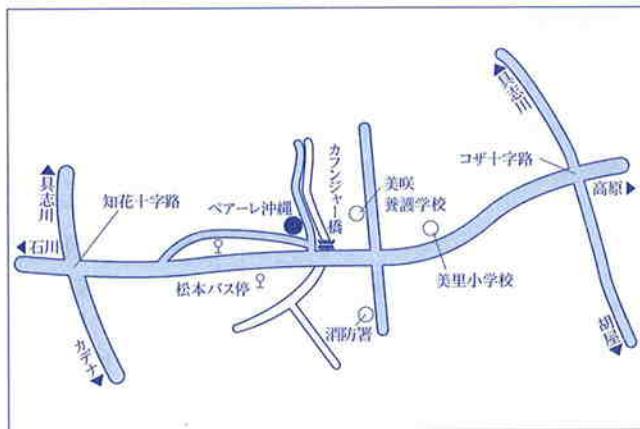 具志川
コザ十字路
高原
胡屋
カフンジャー橋
美咲
養護学校
ペアーレ沖縄
具志川
知花十字路
石川
松本バス停
美里小学校
消防署
カデナ